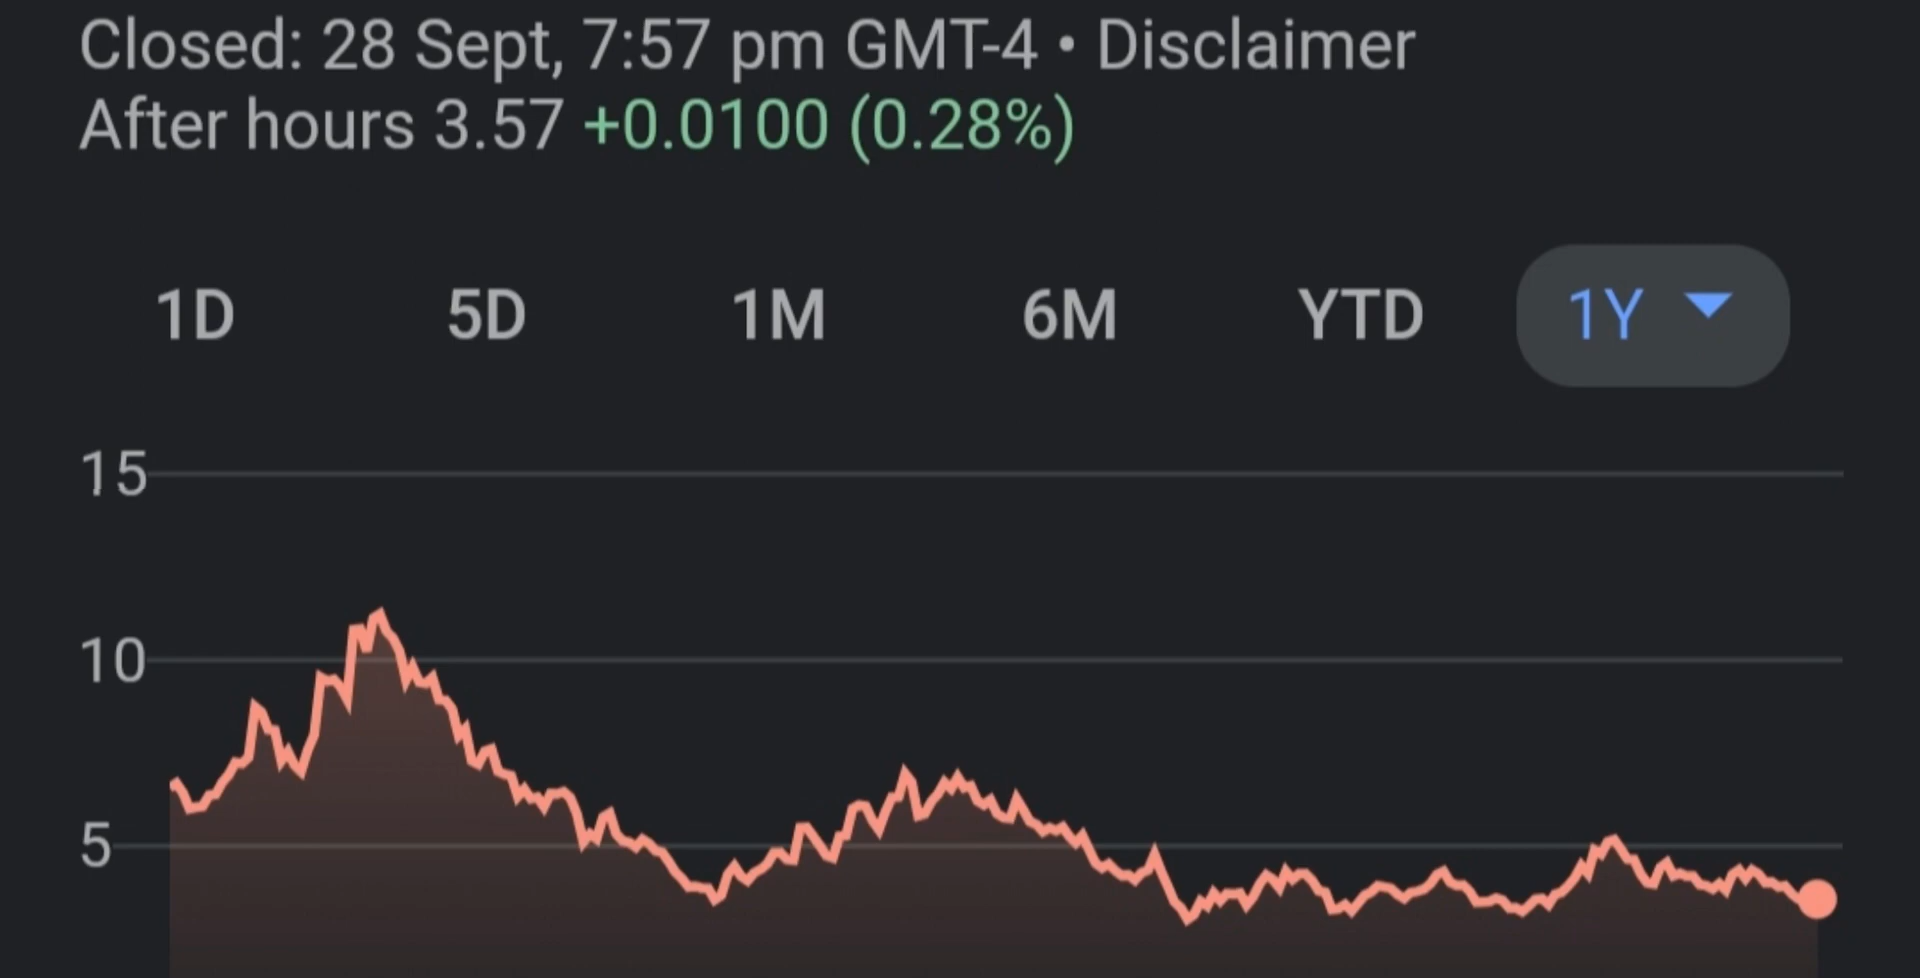 Closed: 28 Sept, 7:57 pm GMT-4 • Disclaimer
After hours 3.57 +0.0100 (0.28%)
1D 5D 1M 6M YTD 1Y
15
10
5